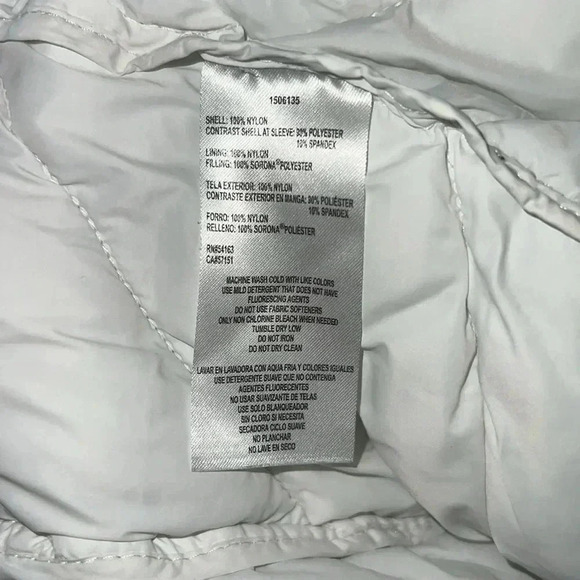 1506135
SHELL: 100% NYLON
CONTRAST SHELL AT SLEEVE: 90% POLYESTER
10% SPANDEX
LINING: 100% NYLON
FILLING: 100% SORONA® POLYESTER
TELA EXTERIOR: 100% NYLON
CONTRASTE EXTERIOR EN MANGA: 90% POLIÉSTER
10% SPANDEX
FORRO: 100% NYLON
RELLENO: 100% SORONA® POLIÉSTER
RN#54163
CA#57151
MACHINE WASH COLD WITH LIKE COLORS
USE MILD DETERGENT THAT DOES NOT HAVE
FLUORESCING AGENTS
DO NOT USE FABRIC SOFTENERS
ONLY NON CHLORINE BLEACH WHEN NEEDED
TUMBLE DRY LOW
DO NOT IRON
DO NOT DRY CLEAN
LAVAR EN LAVADORA CON AQUA FRIA Y COLORES IGUALES
USE DETERGENTE SUAVE QUE NO CONTENGA
AGENTES FLUORECENTES
NO USAR SUAVIZANTE DE TELAS
USE SOLO BLANQUEADOR
SIN CLORO SI NECESITA
SECADORA CICLO SUAVE
NO PLANCHAR
NO LAVE EN SECO